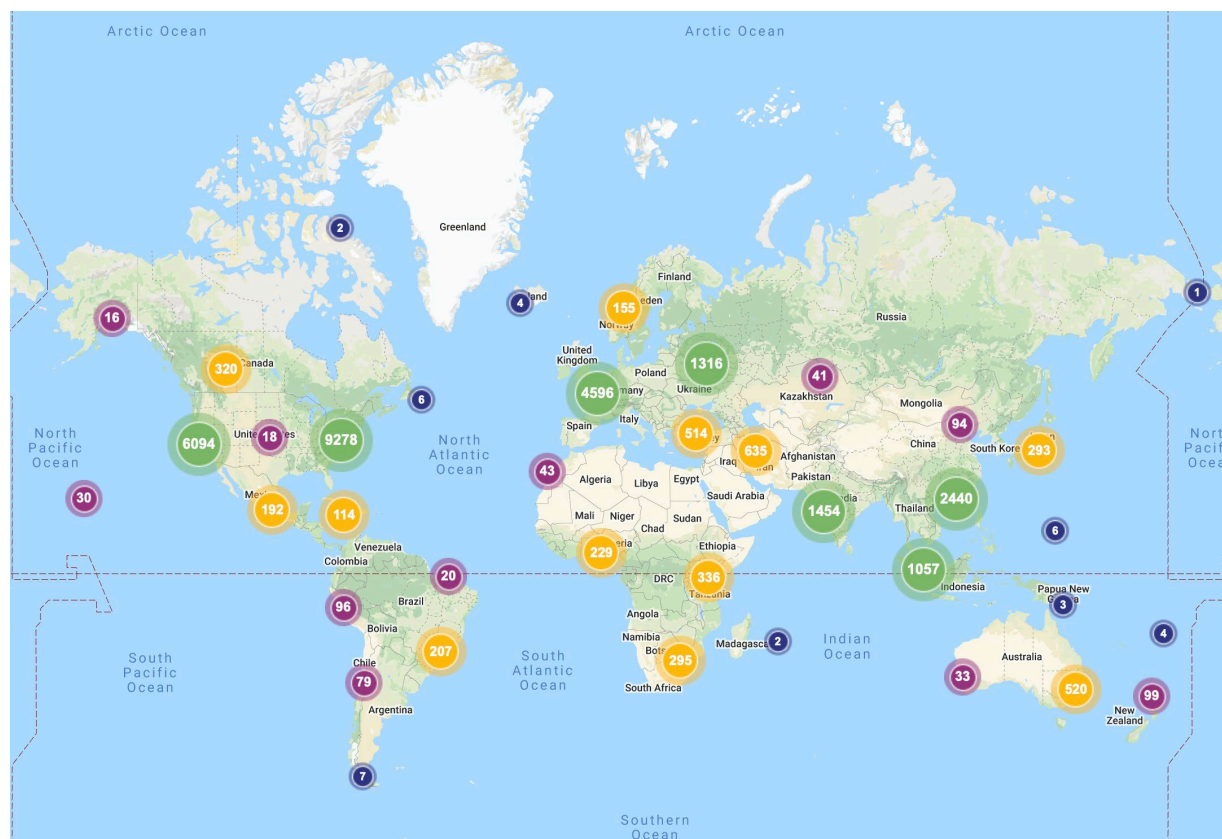 Arctic Ocean
Arctic Ocean
Greenland
2
Finland
1
4
155
Norway
Russia
16
United
Kingdom
320
Canada
Poland
1316
41
4596
Ukraine
Kazakhstan
6
Mongolia
Italy
94
Spain
514
China
North
Pacific
Ocean
6094
18
9278
North
Atlantic
Ocean
635
Afghanistan
South
293
43
Algeria
Libya
Egypt
Iraq
Pakistan
30
Saudi Arabia
192
114
Mali
Niger
Chad
Sudan
1454
Thailand
2440
6
Venezuela
Colombia
229
Ethiopia
1057
Indonesia
20
DRC
336
Tanzania
Papua New
3
96
Brazil
Angola
Bolivia
Namibia
Madagasca
2
Indian
Ocean
4
207
South
Pacific
Ocean
Chile
79
South
Atlantic
Ocean
295
South Africa
33
Australia
520
99
Argentina
New
Zealand
7
Southern
Ocean